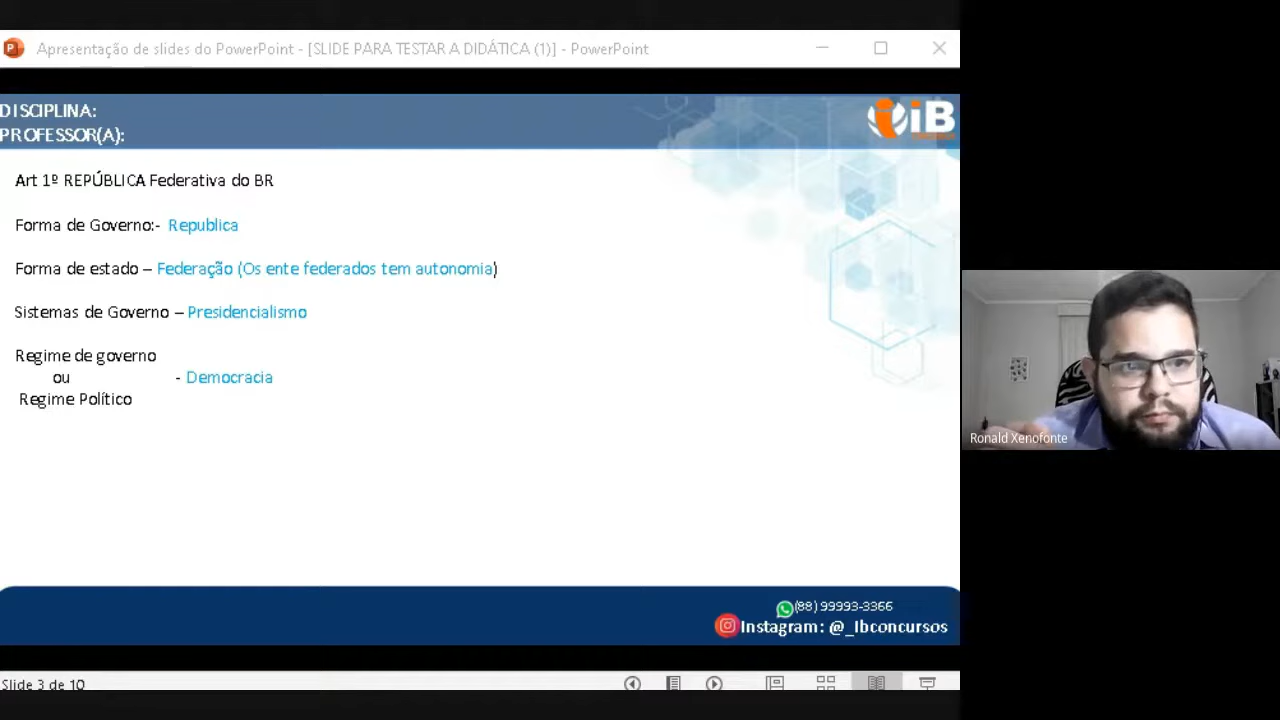 Apresentação de slides do PowerPoint - [SLIDE PARA TESTAR A DIDÁTICA (1)] - PowerPoint
DISCIPLINA:
PROFESSOR(A):
iB
Art 1º REPÚBLICA Federativa do BR
Forma de Governo:- Republica
Forma de estado – Federação (Os ente federados tem autonomia)
Sistemas de Governo – Presidencialismo
Regime de governo
ou - Democracia
Regime Político
Ronald Xenofonte
(88) 99993-3366
Instagram: @_Ibconcursos
Slide 3 de 10